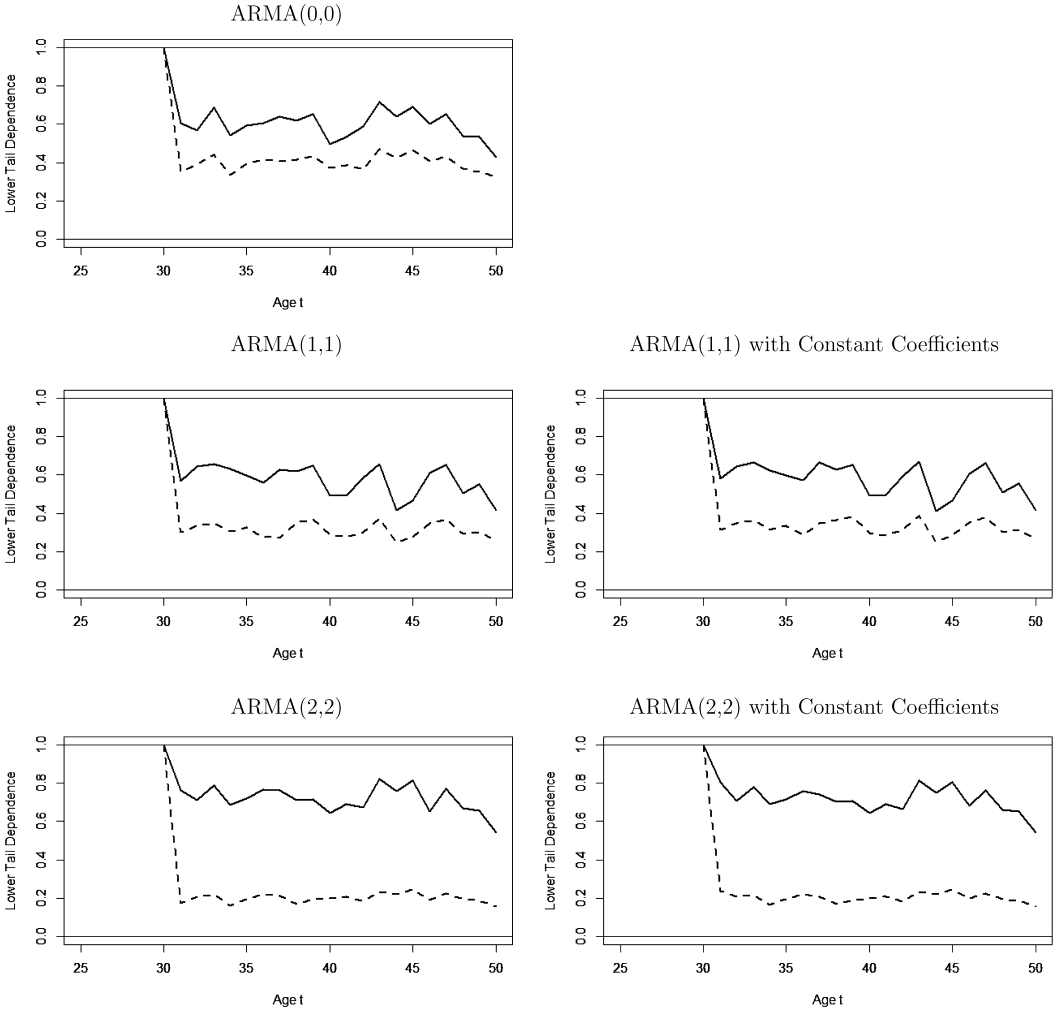 ARMA(0,0)
Lower Tail Dependence
1.0
0.8
0.6
0.4
0.2
0.0
25 30 35 40 45 50
Age t
ARMA(1,1)
Lower Tail Dependence
1.0
0.8
0.6
0.4
0.2
0.0
25 30 35 40 45 50
Age t
ARMA(1,1) with Constant Coefficients
Lower Tail Dependence
1.0
0.8
0.6
0.4
0.2
0.0
25 30 35 40 45 50
Age t
ARMA(2,2)
Lower Tail Dependence
1.0
0.8
0.6
0.4
0.2
0.0
25 30 35 40 45 50
Age t
ARMA(2,2) with Constant Coefficients
Lower Tail Dependence
1.0
0.8
0.6
0.4
0.2
0.0
25 30 35 40 45 50
Age t